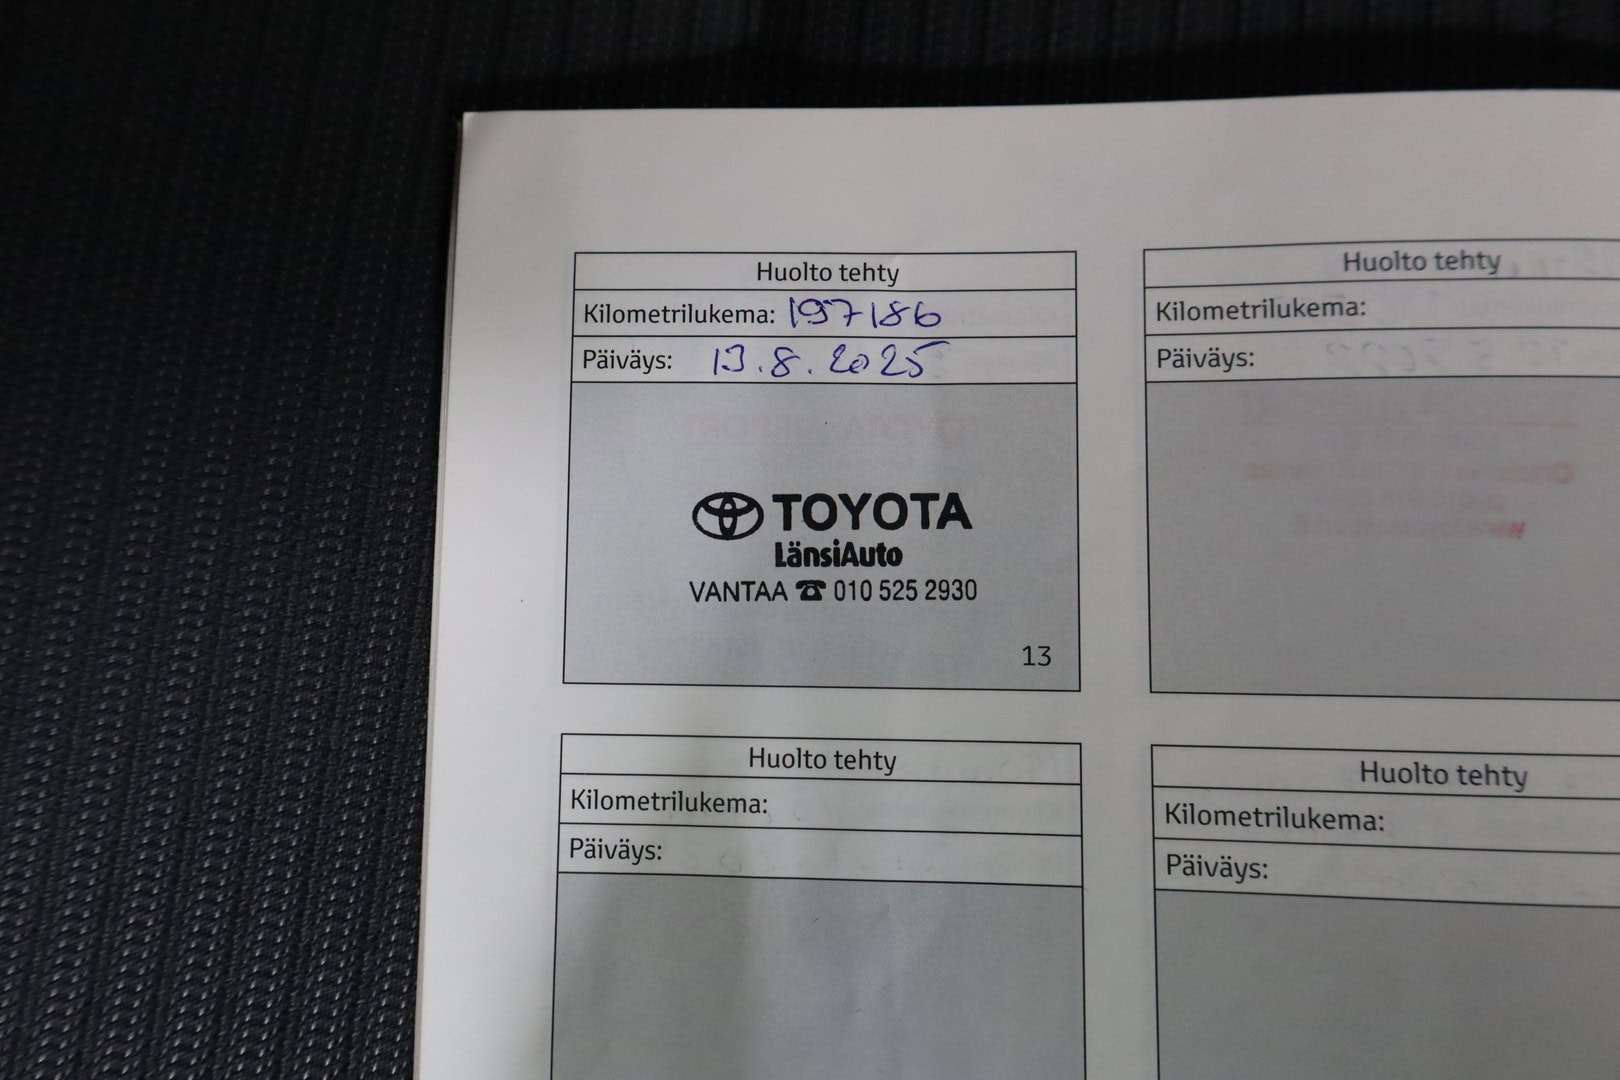 Huolto tehty
Kilometrilukema: 197186
Päiväys: 13.8.2025
TOYOTA
LänsiAuto
VANTAA ☎ 010 525 2930
13
Huolto tehty
Kilometrilukema:
Päiväys:
Huolto tehty
Kilometrilukema:
Päiväys:
Huolto tehty
Kilometrilukema:
Päiväys: